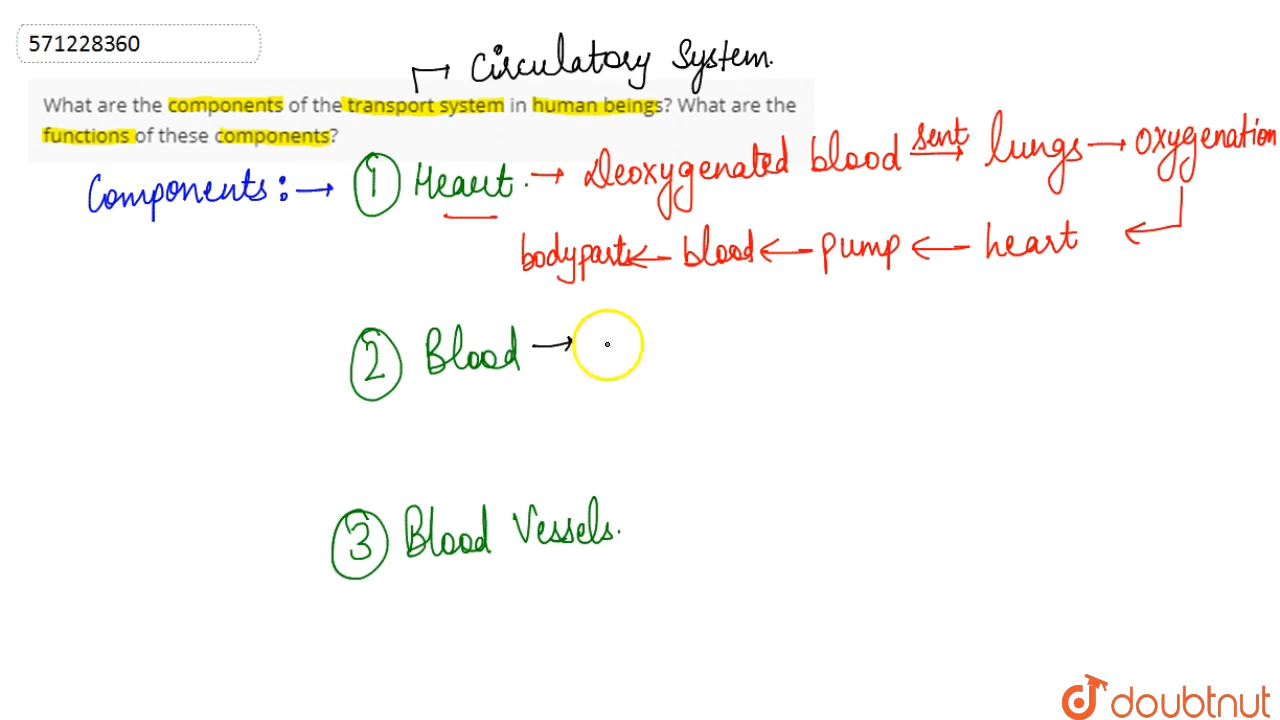 571228360
Circulatory System.
What are the components of the transport system in human beings? What are the
functions of these components?
Components :→ ① Heart. → Deoxygenated blood sent→ lungs → oxygenation
bodyparts ← blood ← pump ← heart ←
② Blood →
③ Blood Vessels.
doubtnut